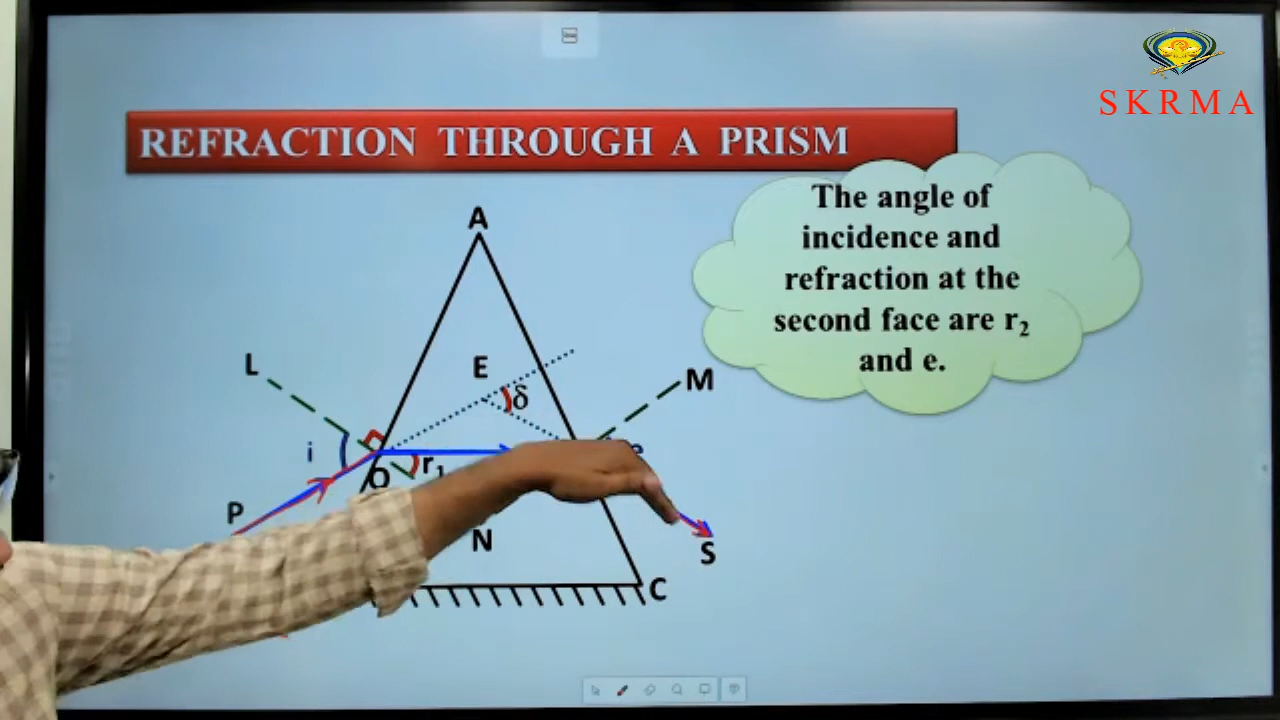 SKRMA
REFRACTION THROUGH A PRISM
The angle of
incidence and
refraction at the
second face are r₂
and e.
A
L
E
δ
M
i
r₁
e
Q
P
N
S
C